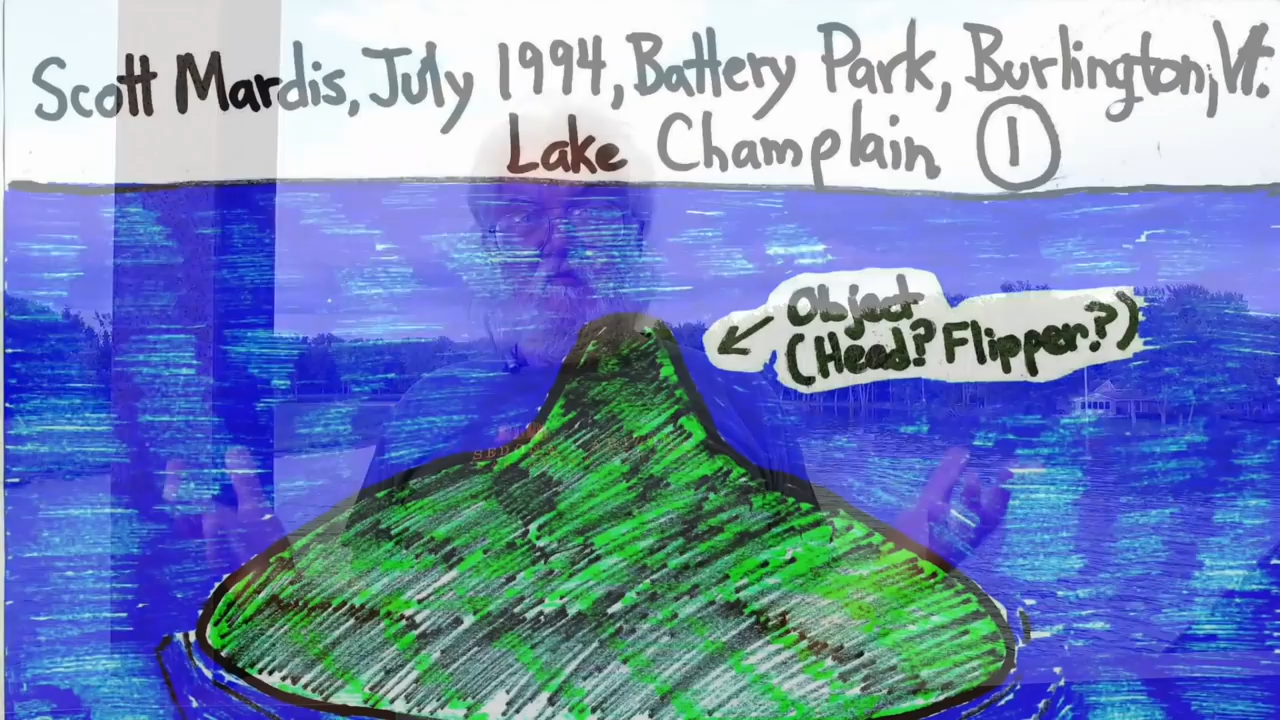 Scott Mardis, July 1994, Battery Park, Burlington, Vt.
Lake Champlain ①
Object
(Head? Flipper?)